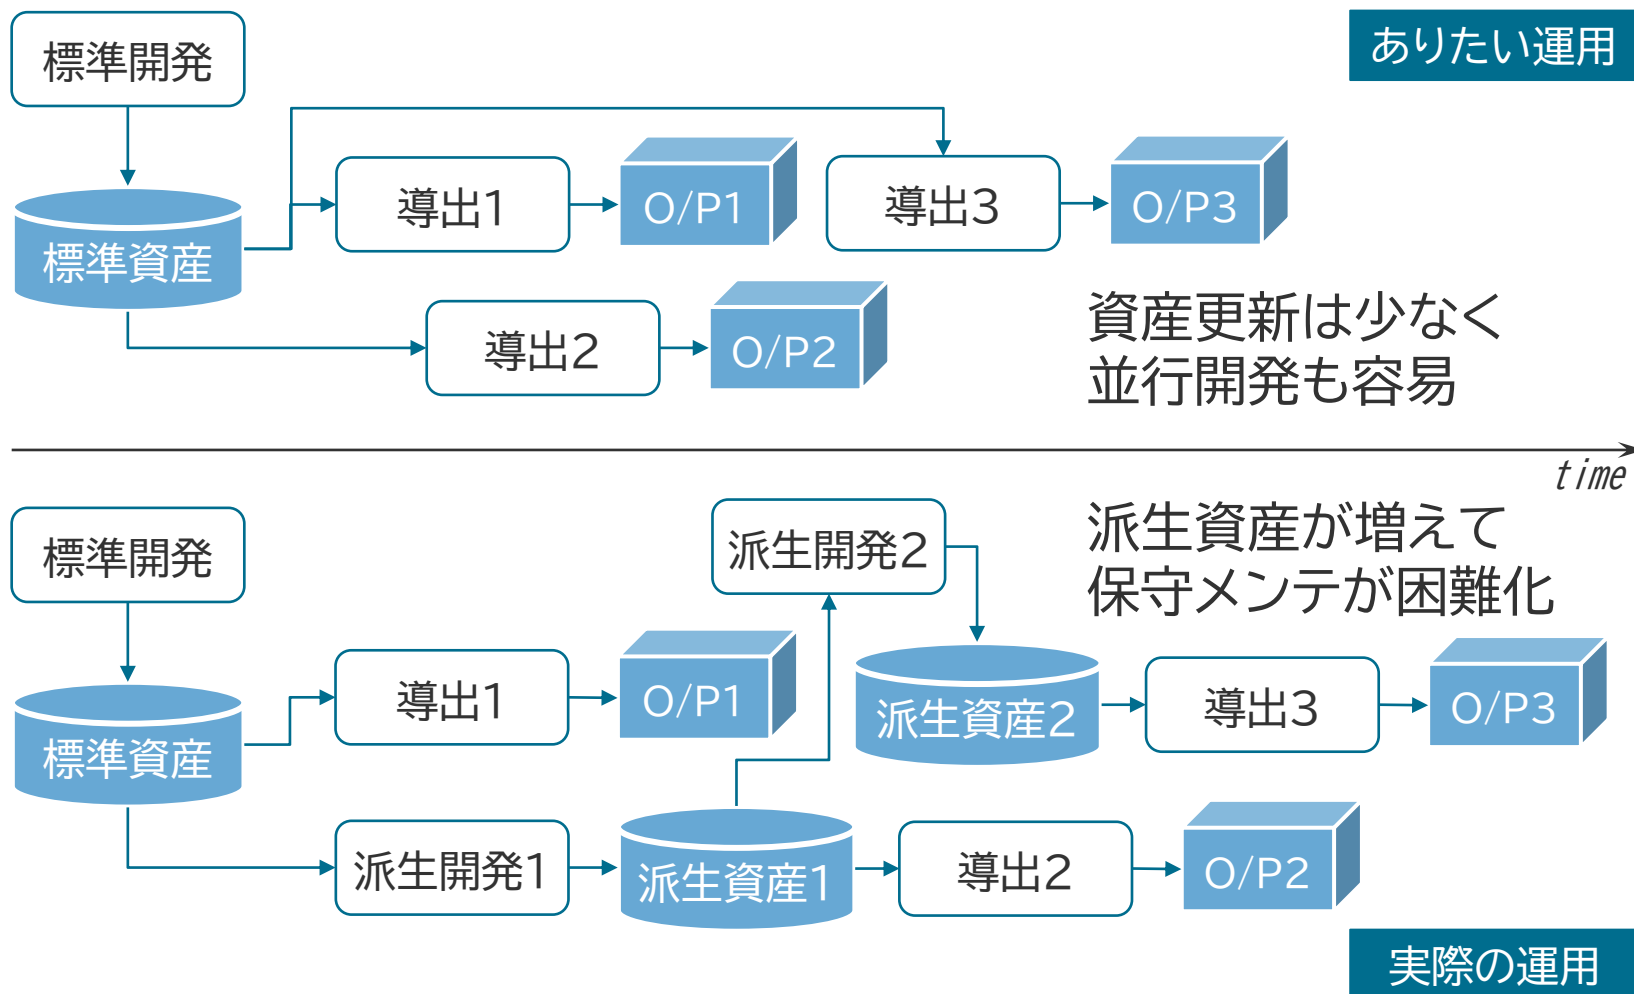 標準開発
ありたい運用
導出1
O/P1
導出3
O/P3
標準資産
導出2
O/P2
資産更新は少なく
並行開発も容易
time
標準開発
派生開発2
派生資産が増えて
保守メンテが困難化
導出1
O/P1
標準資産
派生資産2
導出3
O/P3
派生開発1
派生資産1
導出2
O/P2
実際の運用